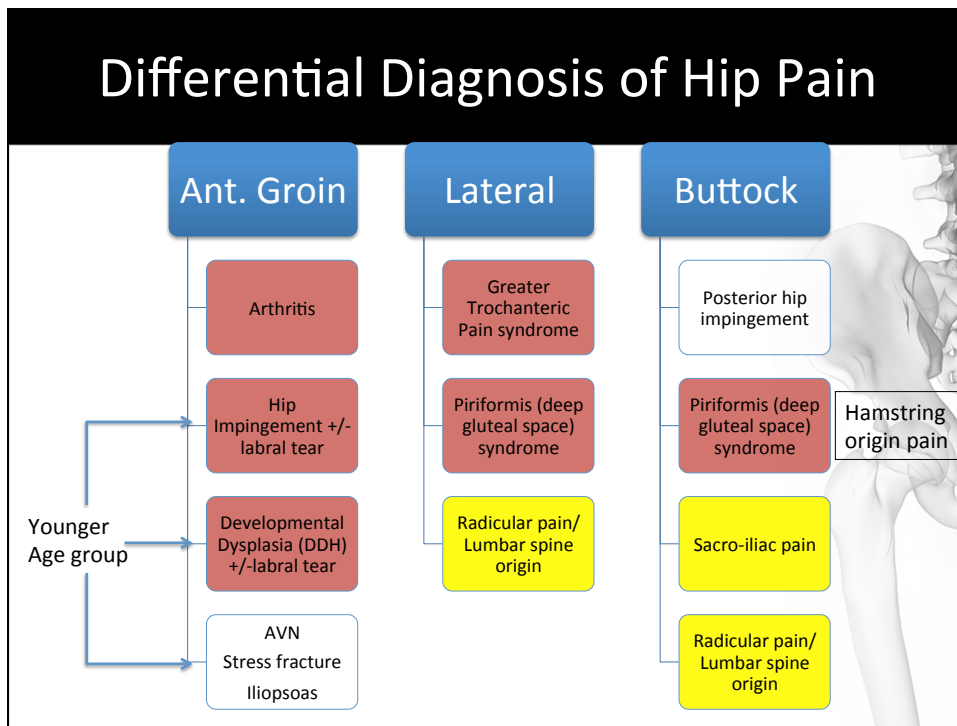 Differential Diagnosis of Hip Pain
Ant. Groin
Arthritis
Hip
Impingement +/-
labral tear
Developmental
Dysplasia (DDH)
+/-labral tear
AVN
Stress fracture
Iliopsoas
Younger
Age group
Lateral
Greater
Trochanteric
Pain syndrome
Piriformis (deep
gluteal space)
syndrome
Radicular pain/
Lumbar spine
origin
Buttock
Posterior hip
impingement
Piriformis (deep
gluteal space)
syndrome
Hamstring
origin pain
Sacro-iliac pain
Radicular pain/
Lumbar spine
origin